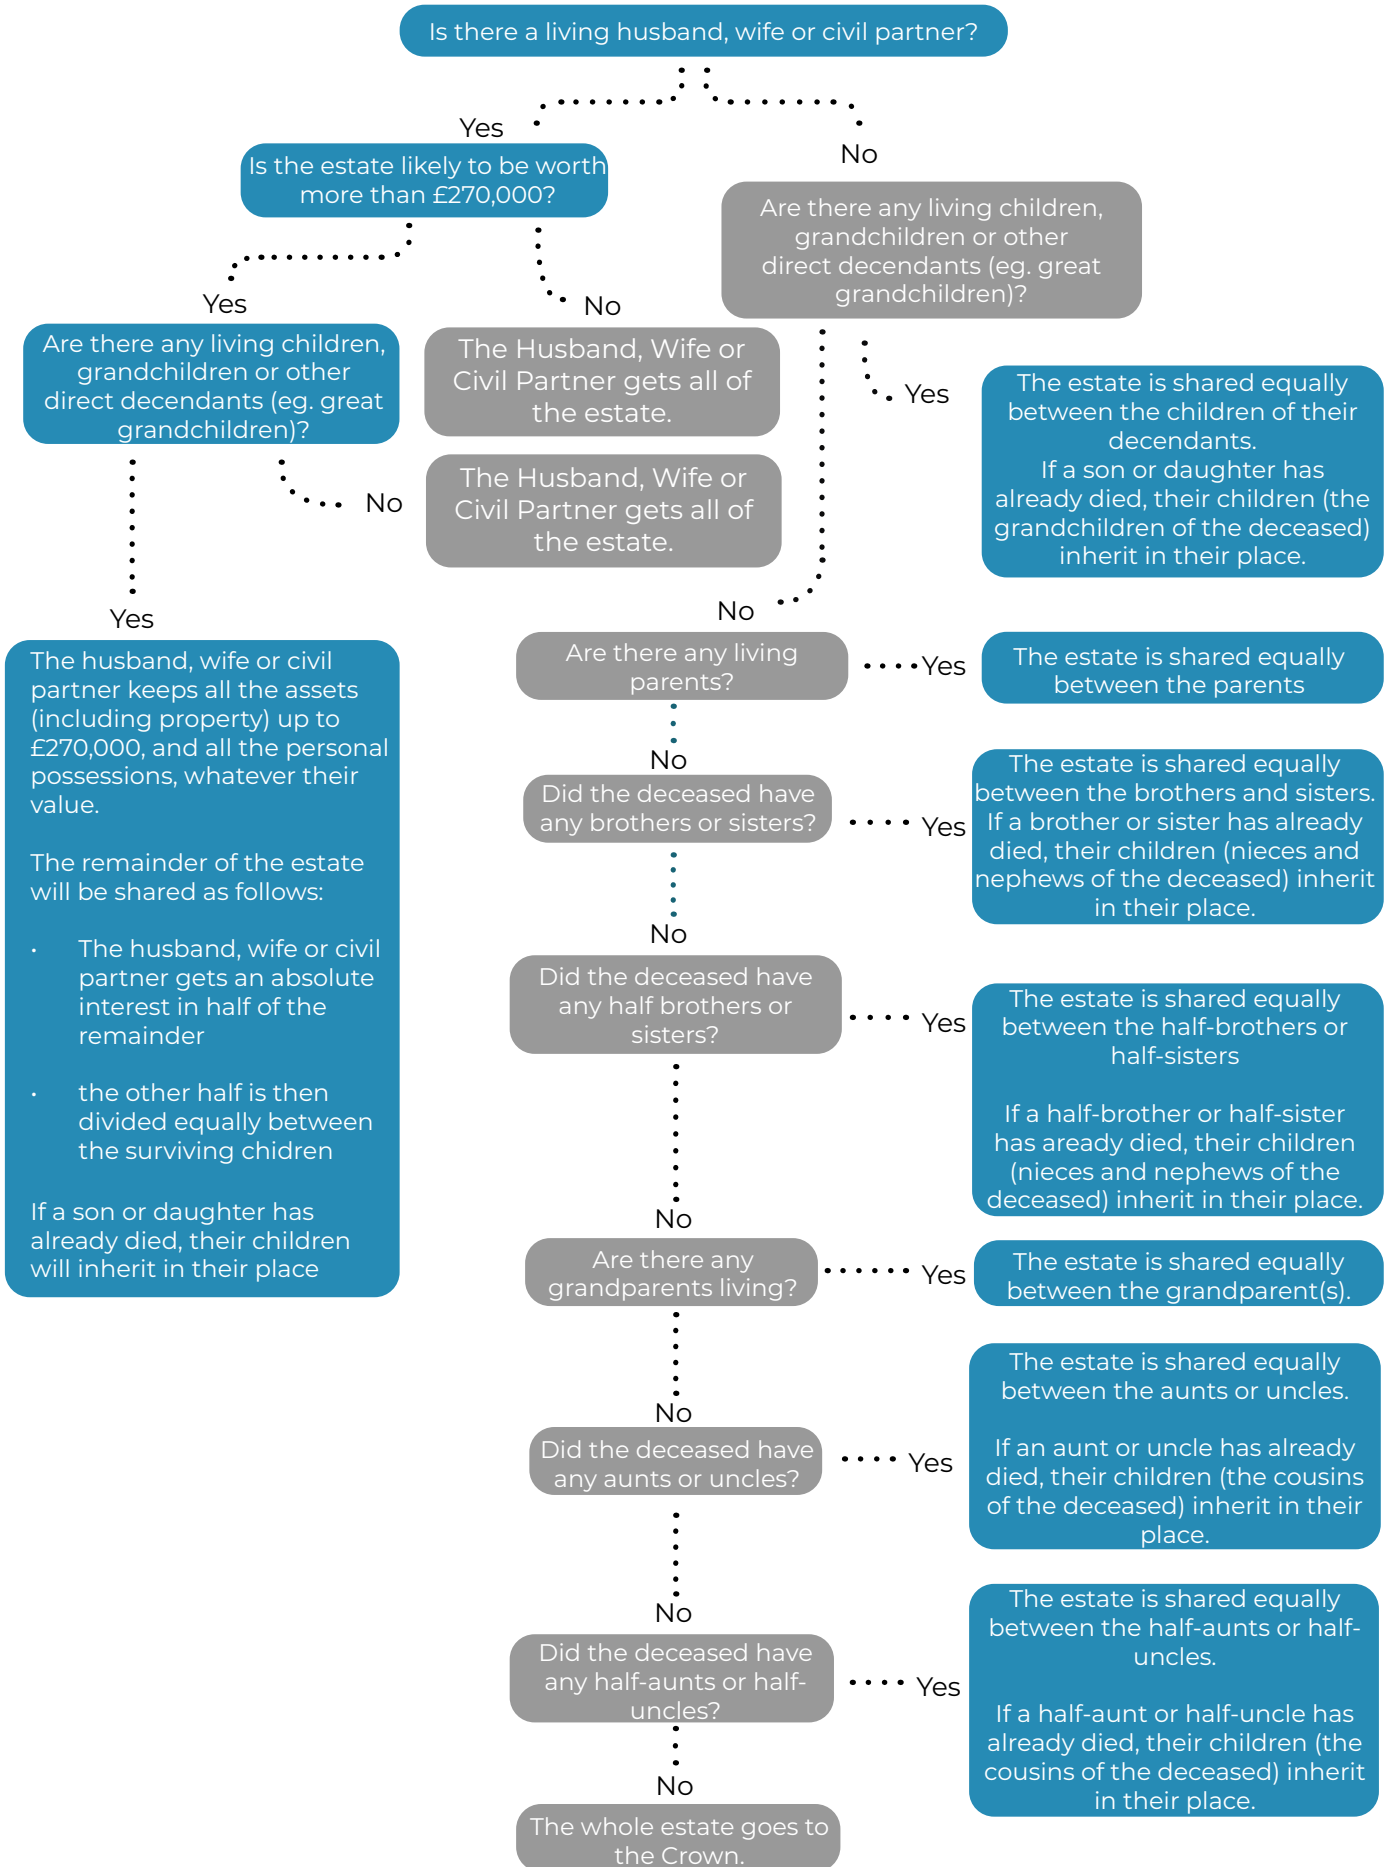 Is there a living husband, wife or civil partner?
Yes
No
Is the estate likely to be worth
more than £270,000?
Are there any living children,
grandchildren or other
direct decendants (eg. great
grandchildren)?
Yes
No
Are there any living children,
grandchildren or other
direct decendants (eg. great
grandchildren)?
The Husband, Wife or
Civil Partner gets all of
the estate.
Yes
The estate is shared equally
between the children of their
decendants.
If a son or daughter has
already died, their children (the
grandchildren of the deceased)
inherit in their place.
No
The Husband, Wife or
Civil Partner gets all of
the estate.
Yes
The husband, wife or civil
partner keeps all the assets
(including property) up to
£270,000, and all the personal
possessions, whatever their
value.
The remainder of the estate
will be shared as follows:
• The husband, wife or civil
partner gets an absolute
interest in half of the
remainder
• the other half is then
divided equally between
the surviving chidren
If a son or daughter has
already died, their children
will inherit in their place
No
Are there any living
parents?
Yes
The estate is shared equally
between the parents
No
Did the deceased have
any brothers or sisters?
Yes
The estate is shared equally
between the brothers and sisters.
If a brother or sister has already
died, their children (nieces and
nephews of the deceased) inherit
in their place.
No
Did the deceased have
any half brothers or
sisters?
Yes
The estate is shared equally
between the half-brothers or
half-sisters
If a half-brother or half-sister
has aready died, their children
(nieces and nephews of the
deceased) inherit in their place.
No
Are there any
grandparents living?
Yes
The estate is shared equally
between the grandparent(s).
No
Did the deceased have
any aunts or uncles?
Yes
The estate is shared equally
between the aunts or uncles.
If an aunt or uncle has already
died, their children (the cousins
of the deceased) inherit in their
place.
No
Did the deceased have
any half-aunts or half-
uncles?
Yes
The estate is shared equally
between the half-aunts or half-
uncles.
If a half-aunt or half-uncle has
already died, their children (the
cousins of the deceased) inherit
in their place.
No
The whole estate goes to
the Crown.